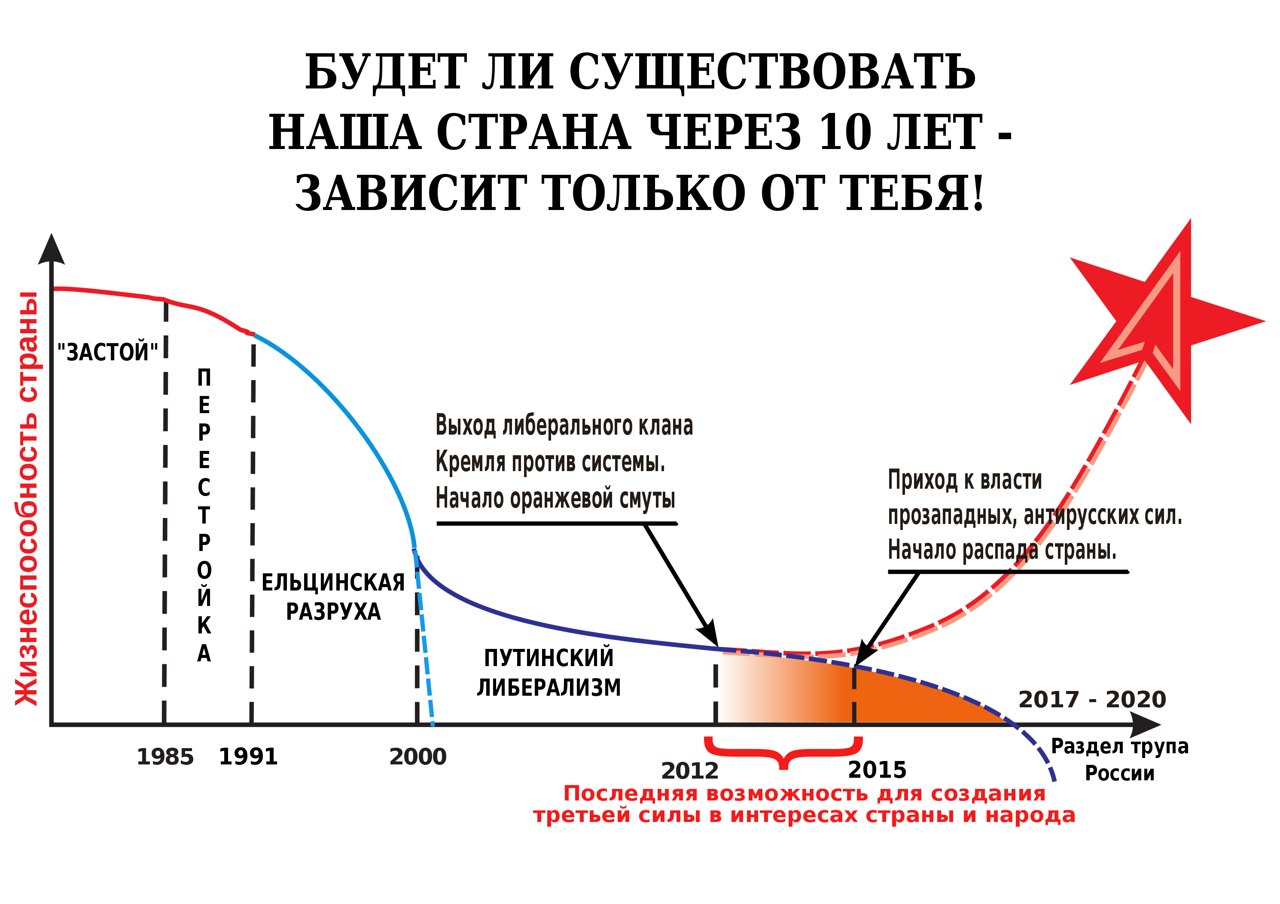 БУДЕТ ЛИ СУЩЕСТВОВАТЬ
НАША СТРАНА ЧЕРЕЗ 10 ЛЕТ -
ЗАВИСИТ ТОЛЬКО ОТ ТЕБЯ!
Жизнеспособность страны
"ЗАСТОЙ"
ПЕРЕСТРОЙКА
ЕЛЬЦИНСКАЯ
РАЗРУХА
Выход либерального клана
Кремля против системы.
Начало оранжевой смуты
ПУТИНСКИЙ
ЛИБЕРАЛИЗМ
Приход к власти
прозападных, антирусских сил.
Начало распада страны.
2017 - 2020
Раздел трупа
России
1985
1991
2000
2012
2015
Последняя возможность для создания
третьей силы в интересах страны и народа